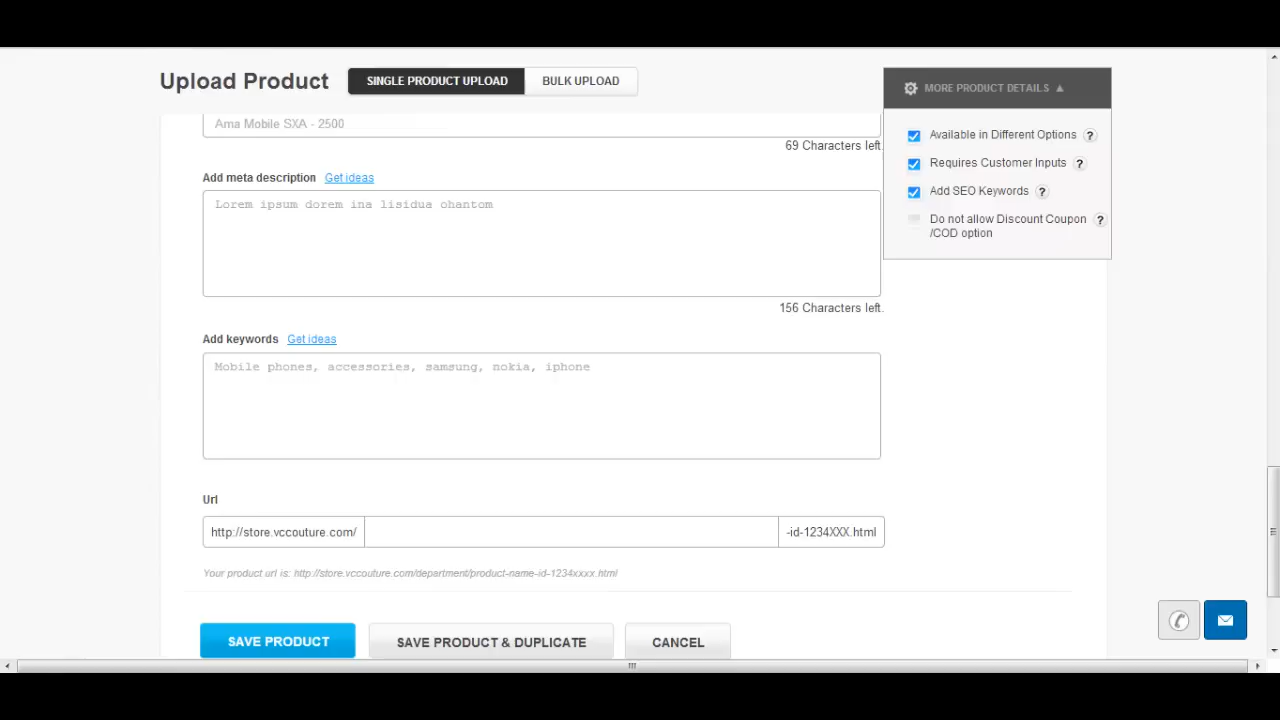 Upload Product
SINGLE PRODUCT UPLOAD
BULK UPLOAD
MORE PRODUCT DETAILS ▲
Available in Different Options ?
Requires Customer Inputs ?
Add SEO Keywords ?
Do not allow Discount Coupon ?
/COD option
Ama Mobile SXA - 2500
69 Characters left.
Add meta description Get ideas
Lorem ipsum dorem ina lisidua ohantom
156 Characters left.
Add keywords Get ideas
Mobile phones, accessories, samsung, nokia, iphone
Url
http://store.vccouture.com/
-id-1234XXX.html
Your product url is: http://store.vccouture.com/department/product-name-id-1234xxxx.html
SAVE PRODUCT
SAVE PRODUCT & DUPLICATE
CANCEL